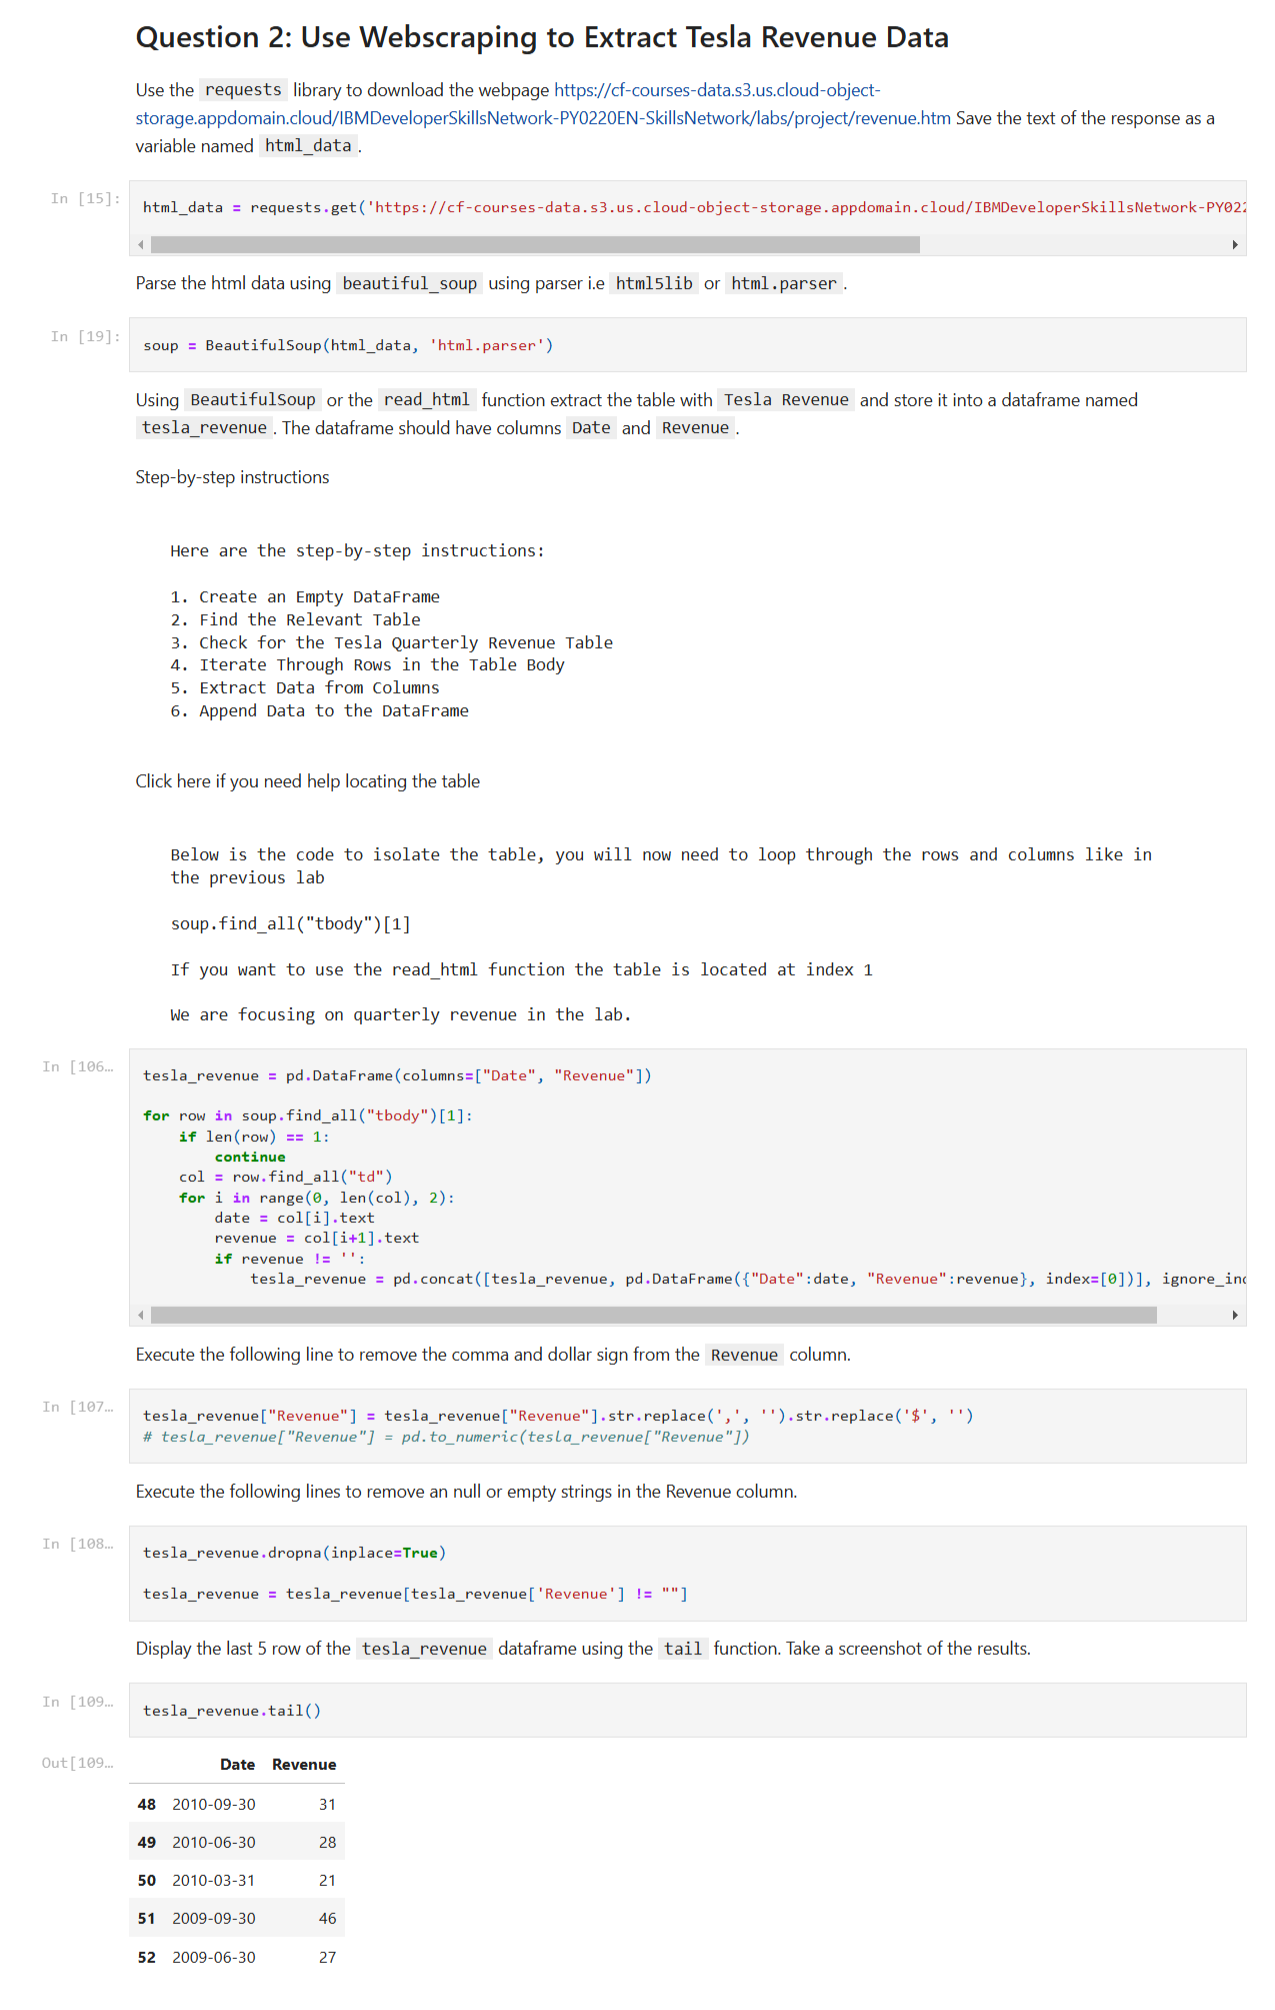 Question 2: Use Webscraping to Extract Tesla Revenue Data
Use the requests library to download the webpage https://cf-courses-data.s3.us.cloud-object-
storage.appdomain.cloud/IBMDeveloperSkillsNetwork-PY0220EN-SkillsNetwork/labs/project/revenue.htm Save the text of the response as a
variable named html_data .
In [15]:
html_data = requests.get('https://cf-courses-data.s3.us.cloud-object-storage.appdomain.cloud/IBMDeveloperSkillsNetwork-PY022
Parse the html data using beautiful_soup using parser i.e html5lib or html.parser .
In [19]:
soup = BeautifulSoup(html_data, 'html.parser')
Using BeautifulSoup or the read_html function extract the table with Tesla Revenue and store it into a dataframe named
tesla_revenue . The dataframe should have columns Date and Revenue .
Step-by-step instructions
Here are the step-by-step instructions:
1. Create an Empty DataFrame
2. Find the Relevant Table
3. Check for the Tesla Quarterly Revenue Table
4. Iterate Through Rows in the Table Body
5. Extract Data from Columns
6. Append Data to the DataFrame
Click here if you need help locating the table
Below is the code to isolate the table, you will now need to loop through the rows and columns like in
the previous lab
soup.find_all("tbody")[1]
If you want to use the read_html function the table is located at index 1
We are focusing on quarterly revenue in the lab.
In [106…
tesla_revenue = pd.DataFrame(columns=["Date", "Revenue"])
for row in soup.find_all("tbody")[1]:
    if len(row) == 1:
        continue
    col = row.find_all("td")
    for i in range(0, len(col), 2):
        date = col[i].text
        revenue = col[i+1].text
        if revenue != '':
            tesla_revenue = pd.concat([tesla_revenue, pd.DataFrame({"Date":date, "Revenue":revenue}, index=[0])], ignore_ind
Execute the following line to remove the comma and dollar sign from the Revenue column.
In [107…
tesla_revenue["Revenue"] = tesla_revenue["Revenue"].str.replace(',', '').str.replace('$', '')
# tesla_revenue["Revenue"] = pd.to_numeric(tesla_revenue["Revenue"])
Execute the following lines to remove an null or empty strings in the Revenue column.
In [108…
tesla_revenue.dropna(inplace=True)
tesla_revenue = tesla_revenue[tesla_revenue['Revenue'] != ""]
Display the last 5 row of the tesla_revenue dataframe using the tail function. Take a screenshot of the results.
In [109…
tesla_revenue.tail()
Out[109…
Date Revenue
48 2010-09-30 31
49 2010-06-30 28
50 2010-03-31 21
51 2009-09-30 46
52 2009-06-30 27